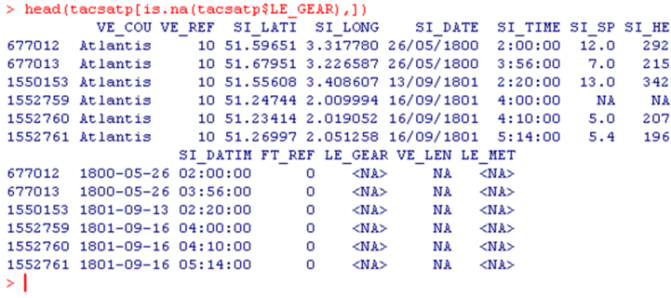 > head(tacsatp[is.na(tacsatp$LE_GEAR),])
VE_COU VE_REF SI_LATI SI_LONG SI_DATE SI_TIME SI_SP SI_HE
677012 Atlantis 10 51.59651 3.317780 26/05/1800 2:00:00 12.0 292
677013 Atlantis 10 51.67951 3.226587 26/05/1800 3:56:00 7.0 215
1550153 Atlantis 10 51.55608 3.408607 13/09/1801 2:20:00 13.0 342
1552759 Atlantis 10 51.24744 2.009994 16/09/1801 4:00:00 NA NA
1552760 Atlantis 10 51.23414 2.019052 16/09/1801 4:10:00 5.0 207
1552761 Atlantis 10 51.26997 2.051258 16/09/1801 5:14:00 5.4 196
SI_DATIM FT_REF LE_GEAR VE_LEN LE_MET
677012 1800-05-26 02:00:00 0 <NA> NA <NA>
677013 1800-05-26 03:56:00 0 <NA> NA <NA>
1550153 1801-09-13 02:20:00 0 <NA> NA <NA>
1552759 1801-09-16 04:00:00 0 <NA> NA <NA>
1552760 1801-09-16 04:10:00 0 <NA> NA <NA>
1552761 1801-09-16 05:14:00 0 <NA> NA <NA>
>